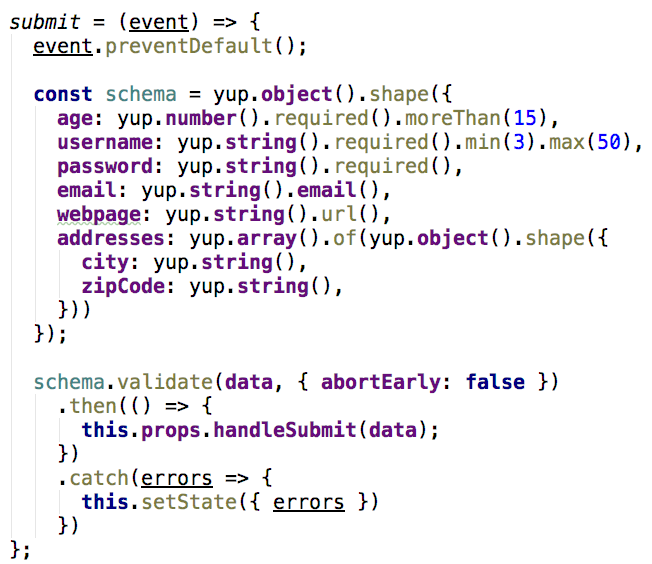 submit = (event) => {
  event.preventDefault();

  const schema = yup.object().shape({
    age: yup.number().required().moreThan(15),
    username: yup.string().required().min(3).max(50),
    password: yup.string().required(),
    email: yup.string().email(),
    webpage: yup.string().url(),
    addresses: yup.array().of(yup.object().shape({
      city: yup.string(),
      zipCode: yup.string(),
    }))
  });

  schema.validate(data, { abortEarly: false })
    .then(() => {
      this.props.handleSubmit(data);
    })
    .catch(errors => {
      this.setState({ errors })
    })
};